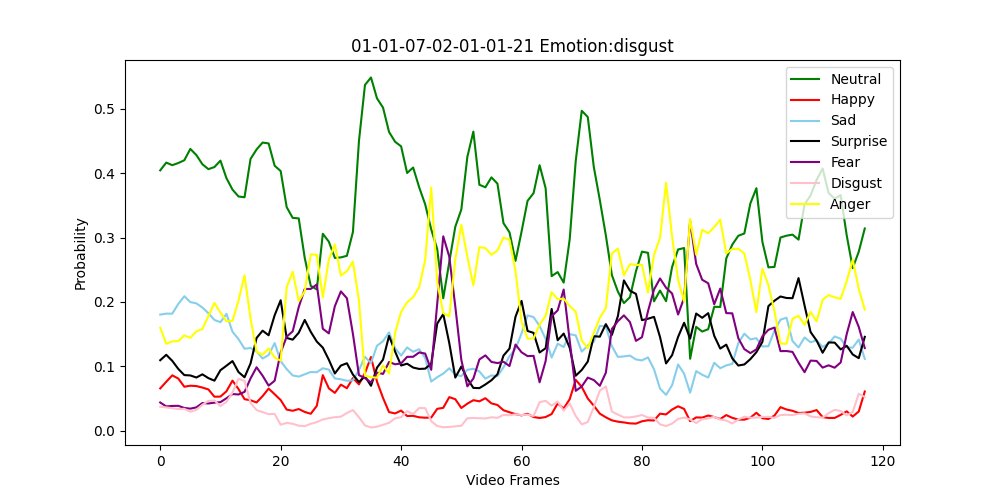 01-01-07-02-01-01-21 Emotion:disgust
Neutral
Happy
Sad
Surprise
Fear
Disgust
Anger
Probability
0.5
0.4
0.3
0.2
0.1
0.0
0 20 40 60 80 100 120
Video Frames